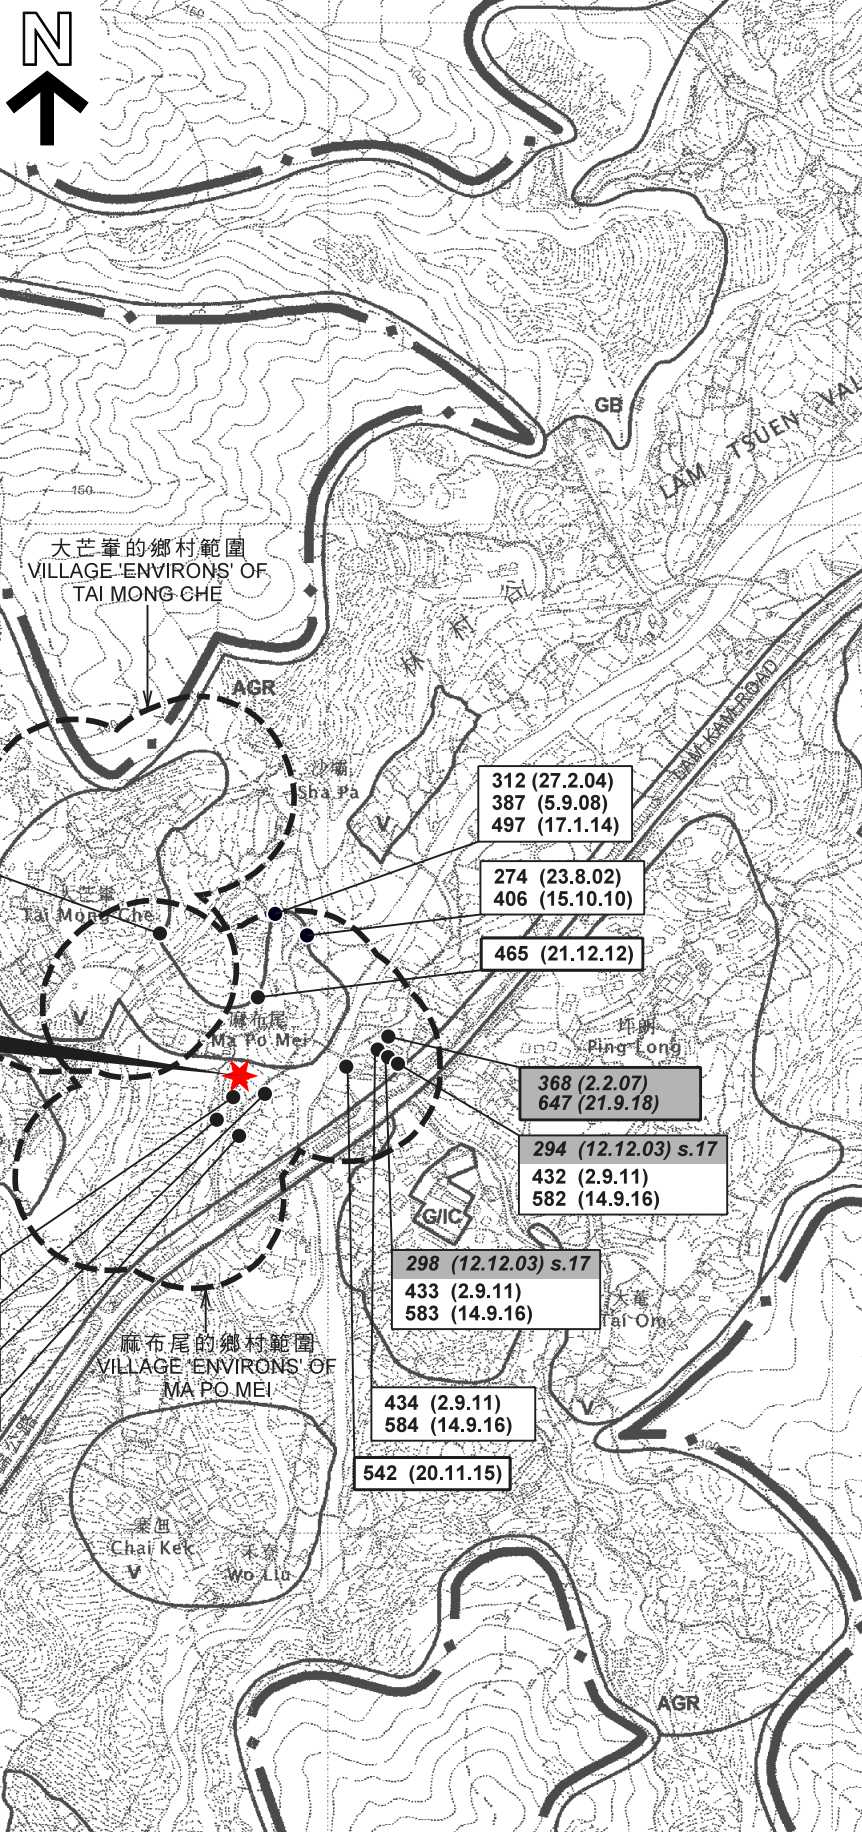 N
150
100
GB
LAM TSUEN VAL
150
大芒輋的鄉村範圍
VILLAGE 'ENVIRONS' OF
TAI MONG CHE
林村谷
AGR
LAM KAM ROAD
沙壩
Sha Pa
V
312 (27.2.04)
387 (5.9.08)
497 (17.1.14)
274 (23.8.02)
406 (15.10.10)
大芒輋
Tai Mong Che
465 (21.12.12)
V
麻布尾
Ma Po Mei
坪朗
Ping Long
368 (2.2.07)
647 (21.9.18)
294 (12.12.03) s.17
432 (2.9.11)
582 (14.9.16)
G/IC
298 (12.12.03) s.17
433 (2.9.11)
583 (14.9.16)
大菴
Tai Om
麻布尾的鄉村範圍
VILLAGE 'ENVIRONS' OF
MA PO MEI
434 (2.9.11)
584 (14.9.16)
V
542 (20.11.15)
寨乪
Chai Kek
V
禾寮
Wo Liu
AGR